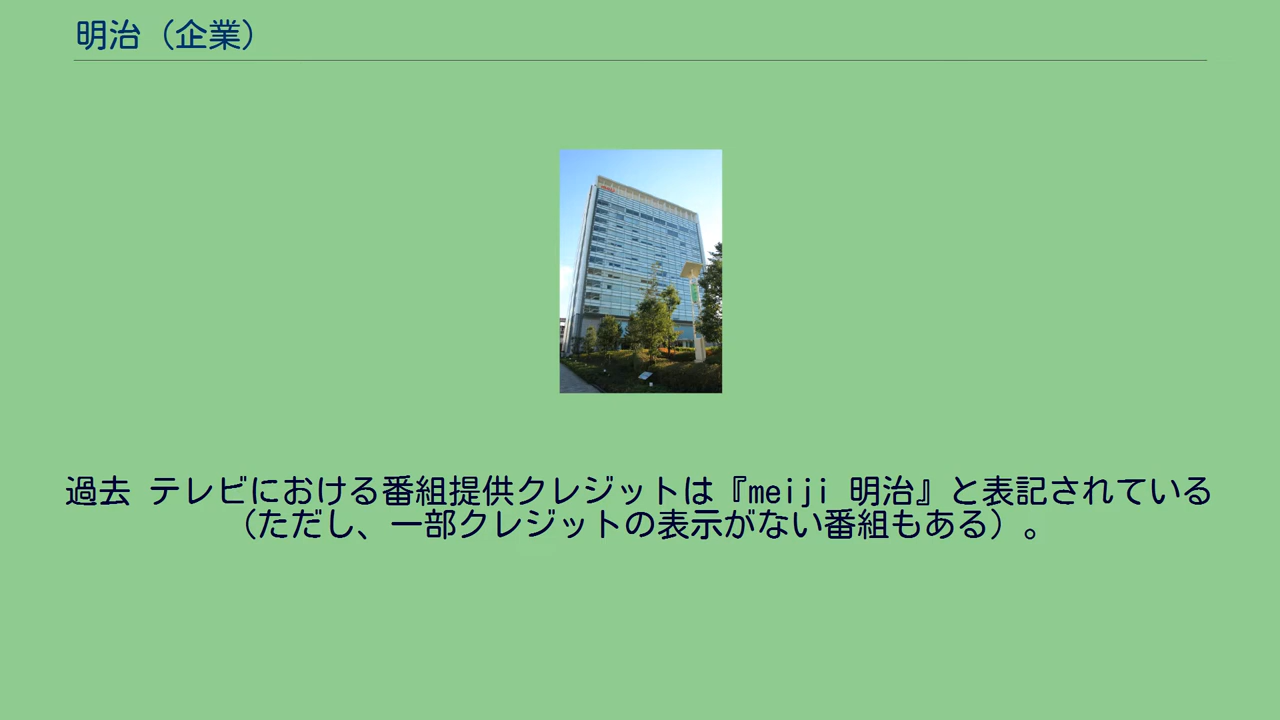 明治（企業）
過去 テレビにおける番組提供クレジットは『meiji 明治』と表記されている
（ただし、一部クレジットの表示がない番組もある）。